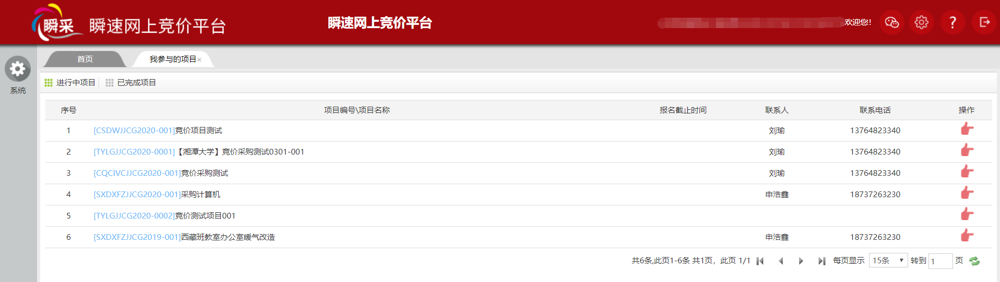 瞬采 瞬速网上竞价平台 瞬速网上竞价平台 欢迎您!
首页 我参与的项目×
系统
进行中项目 已完成项目
序号 项目编号\项目名称 报名截止时间 联系人 联系电话 操作
1 [CSDWJJCG2020-001]竞价项目测试 刘瑜 13764823340
2 [TYLGJJCG2020-0001]【湘潭大学】竞价采购测试0301-001 刘瑜 13764823340
3 [CQCIVCJJCG2020-001]竞价采购测试 刘瑜 13764823340
4 [SXDXFZJJCG2020-001]采购计算机 申浩鑫 18737263230
5 [TYLGJJCG2020-0002]竞价测试项目001
6 [SXDXFZJJCG2019-001]西藏班教室办公室暖气改造 申浩鑫 18737263230
共6条,此页1-6条 共1页，此页 1/1 每页显示 15条 转到 1 页